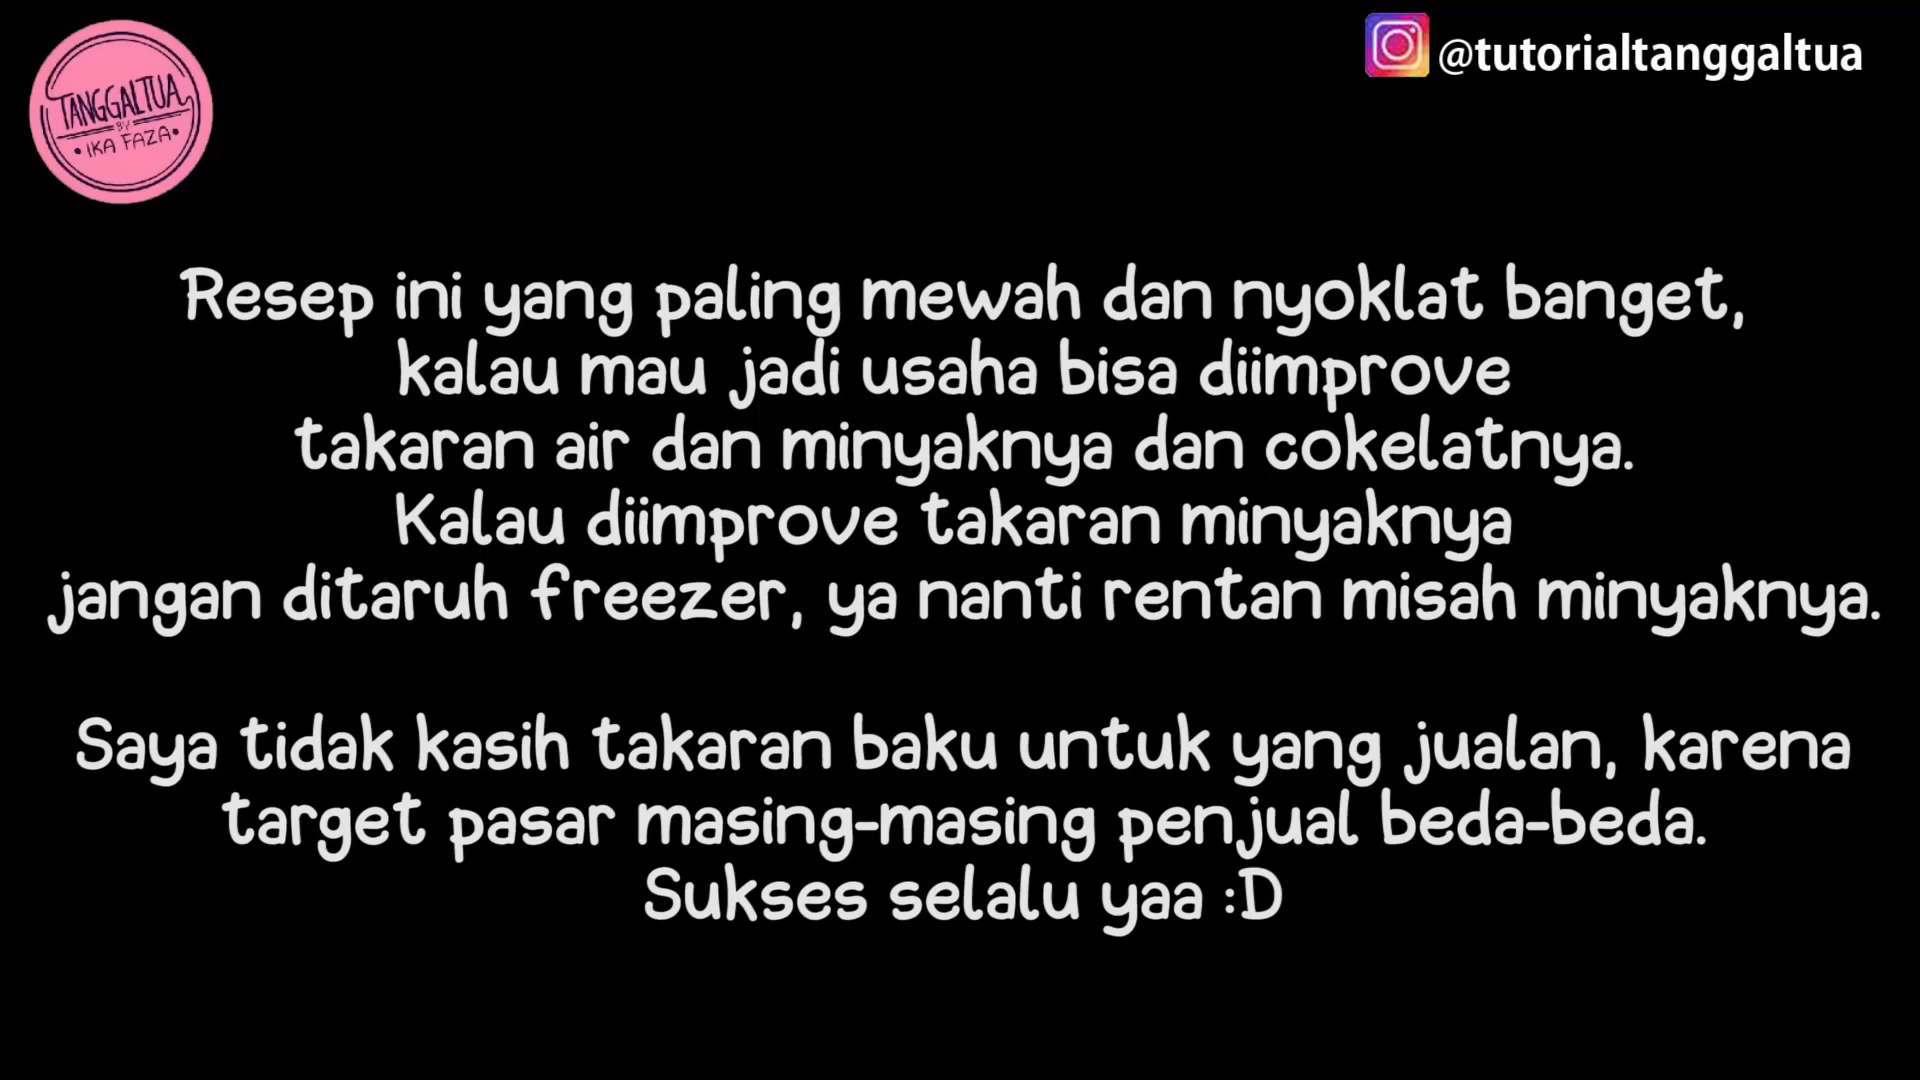 TANGGALTUA
BY
• IKA FAZA •
@tutorialtanggaltua
Resep ini yang paling mewah dan nyoklat banget,
kalau mau jadi usaha bisa diimprove
takaran air dan minyaknya dan cokelatnya.
Kalau diimprove takaran minyaknya
jangan ditaruh freezer, ya nanti rentan misah minyaknya.
Saya tidak kasih takaran baku untuk yang jualan, karena
target pasar masing-masing penjual beda-beda.
Sukses selalu yaa :D